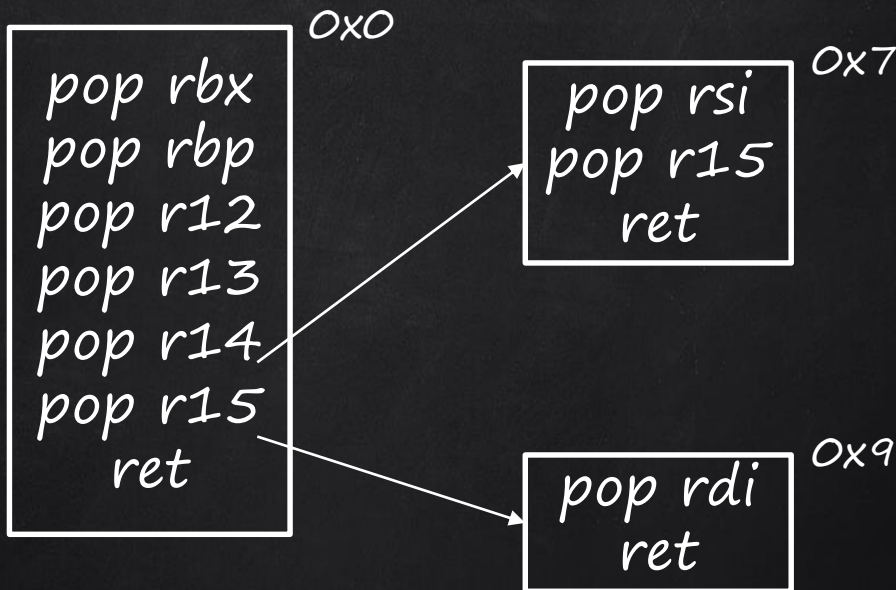 0x0
pop rbx
pop rbp
pop r12
pop r13
pop r14
pop r15
ret
0x7
pop rsi
pop r15
ret
0x9
pop rdi
ret